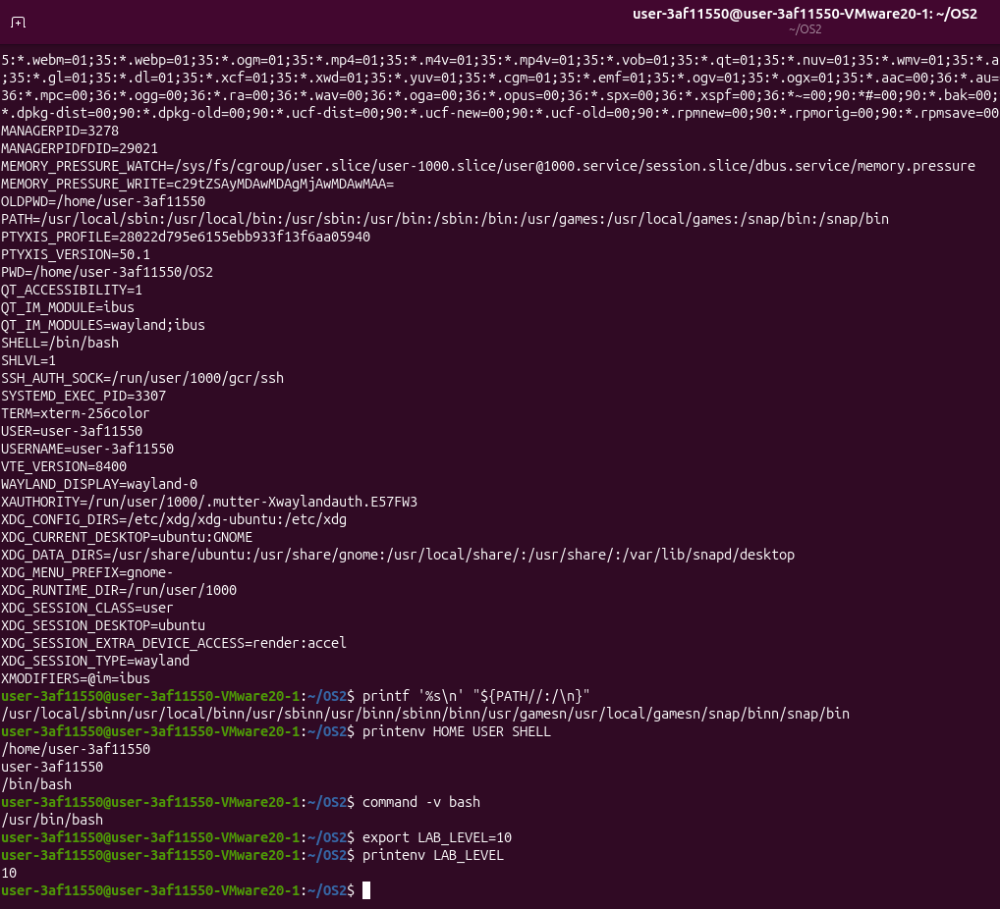 user-3af11550@user-3af11550-VMware20-1: ~/OS2
~/OS2
5:*.webm=01;35:*.webp=01;35:*.ogm=01;35:*.mp4=01;35:*.m4v=01;35:*.mp4v=01;35:*.vob=01;35:*.qt=01;35:*.nuv=01;35:*.wmv=01;35:*.a
;35:*.gl=01;35:*.dl=01;35:*.xcf=01;35:*.xwd=01;35:*.yuv=01;35:*.cgm=01;35:*.emf=01;35:*.ogv=01;35:*.ogx=01;35:*.aac=00;36:*.au=
36:*.mpc=00;36:*.ogg=00;36:*.ra=00;36:*.wav=00;36:*.oga=00;36:*.opus=00;36:*.spx=00;36:*.xspf=00;36:*~=00;90:*#=00;90:*.bak=00;
*.dpkg-dist=00;90:*.dpkg-old=00;90:*.ucf-dist=00;90:*.ucf-new=00;90:*.ucf-old=00;90:*.rpmnew=00;90:*.rpmorig=00;90:*.rpmsave=00
MANAGERPID=3278
MANAGERPIDFDID=29021
MEMORY_PRESSURE_WATCH=/sys/fs/cgroup/user.slice/user-1000.slice/user@1000.service/session.slice/dbus.service/memory.pressure
MEMORY_PRESSURE_WRITE=c29tZSAyMDAwMDAgMjAwMDAwMAA=
OLDPWD=/home/user-3af11550
PATH=/usr/local/sbin:/usr/local/bin:/usr/sbin:/usr/bin:/sbin:/bin:/usr/games:/usr/local/games:/snap/bin:/snap/bin
PTYXIS_PROFILE=28022d795e6155ebb933f13f6aa05940
PTYXIS_VERSION=50.1
PWD=/home/user-3af11550/OS2
QT_ACCESSIBILITY=1
QT_IM_MODULE=ibus
QT_IM_MODULES=wayland;ibus
SHELL=/bin/bash
SHLVL=1
SSH_AUTH_SOCK=/run/user/1000/gcr/ssh
SYSTEMD_EXEC_PID=3307
TERM=xterm-256color
USER=user-3af11550
USERNAME=user-3af11550
VTE_VERSION=8400
WAYLAND_DISPLAY=wayland-0
XAUTHORITY=/run/user/1000/.mutter-Xwaylandauth.E57FW3
XDG_CONFIG_DIRS=/etc/xdg/xdg-ubuntu:/etc/xdg
XDG_CURRENT_DESKTOP=ubuntu:GNOME
XDG_DATA_DIRS=/usr/share/ubuntu:/usr/share/gnome:/usr/local/share/:/usr/share/:/var/lib/snapd/desktop
XDG_MENU_PREFIX=gnome-
XDG_RUNTIME_DIR=/run/user/1000
XDG_SESSION_CLASS=user
XDG_SESSION_DESKTOP=ubuntu
XDG_SESSION_EXTRA_DEVICE_ACCESS=render:accel
XDG_SESSION_TYPE=wayland
XMODIFIERS=@im=ibus
user-3af11550@user-3af11550-VMware20-1:~/OS2$ printf '%s\n' "${PATH//:/\n}"
/usr/local/sbinn/usr/local/binn/usr/sbinn/usr/binn/sbinn/binn/usr/gamesn/usr/local/gamesn/snap/binn/snap/bin
user-3af11550@user-3af11550-VMware20-1:~/OS2$ printenv HOME USER SHELL
/home/user-3af11550
user-3af11550
/bin/bash
user-3af11550@user-3af11550-VMware20-1:~/OS2$ command -v bash
/usr/bin/bash
user-3af11550@user-3af11550-VMware20-1:~/OS2$ export LAB_LEVEL=10
user-3af11550@user-3af11550-VMware20-1:~/OS2$ printenv LAB_LEVEL
10
user-3af11550@user-3af11550-VMware20-1:~/OS2$